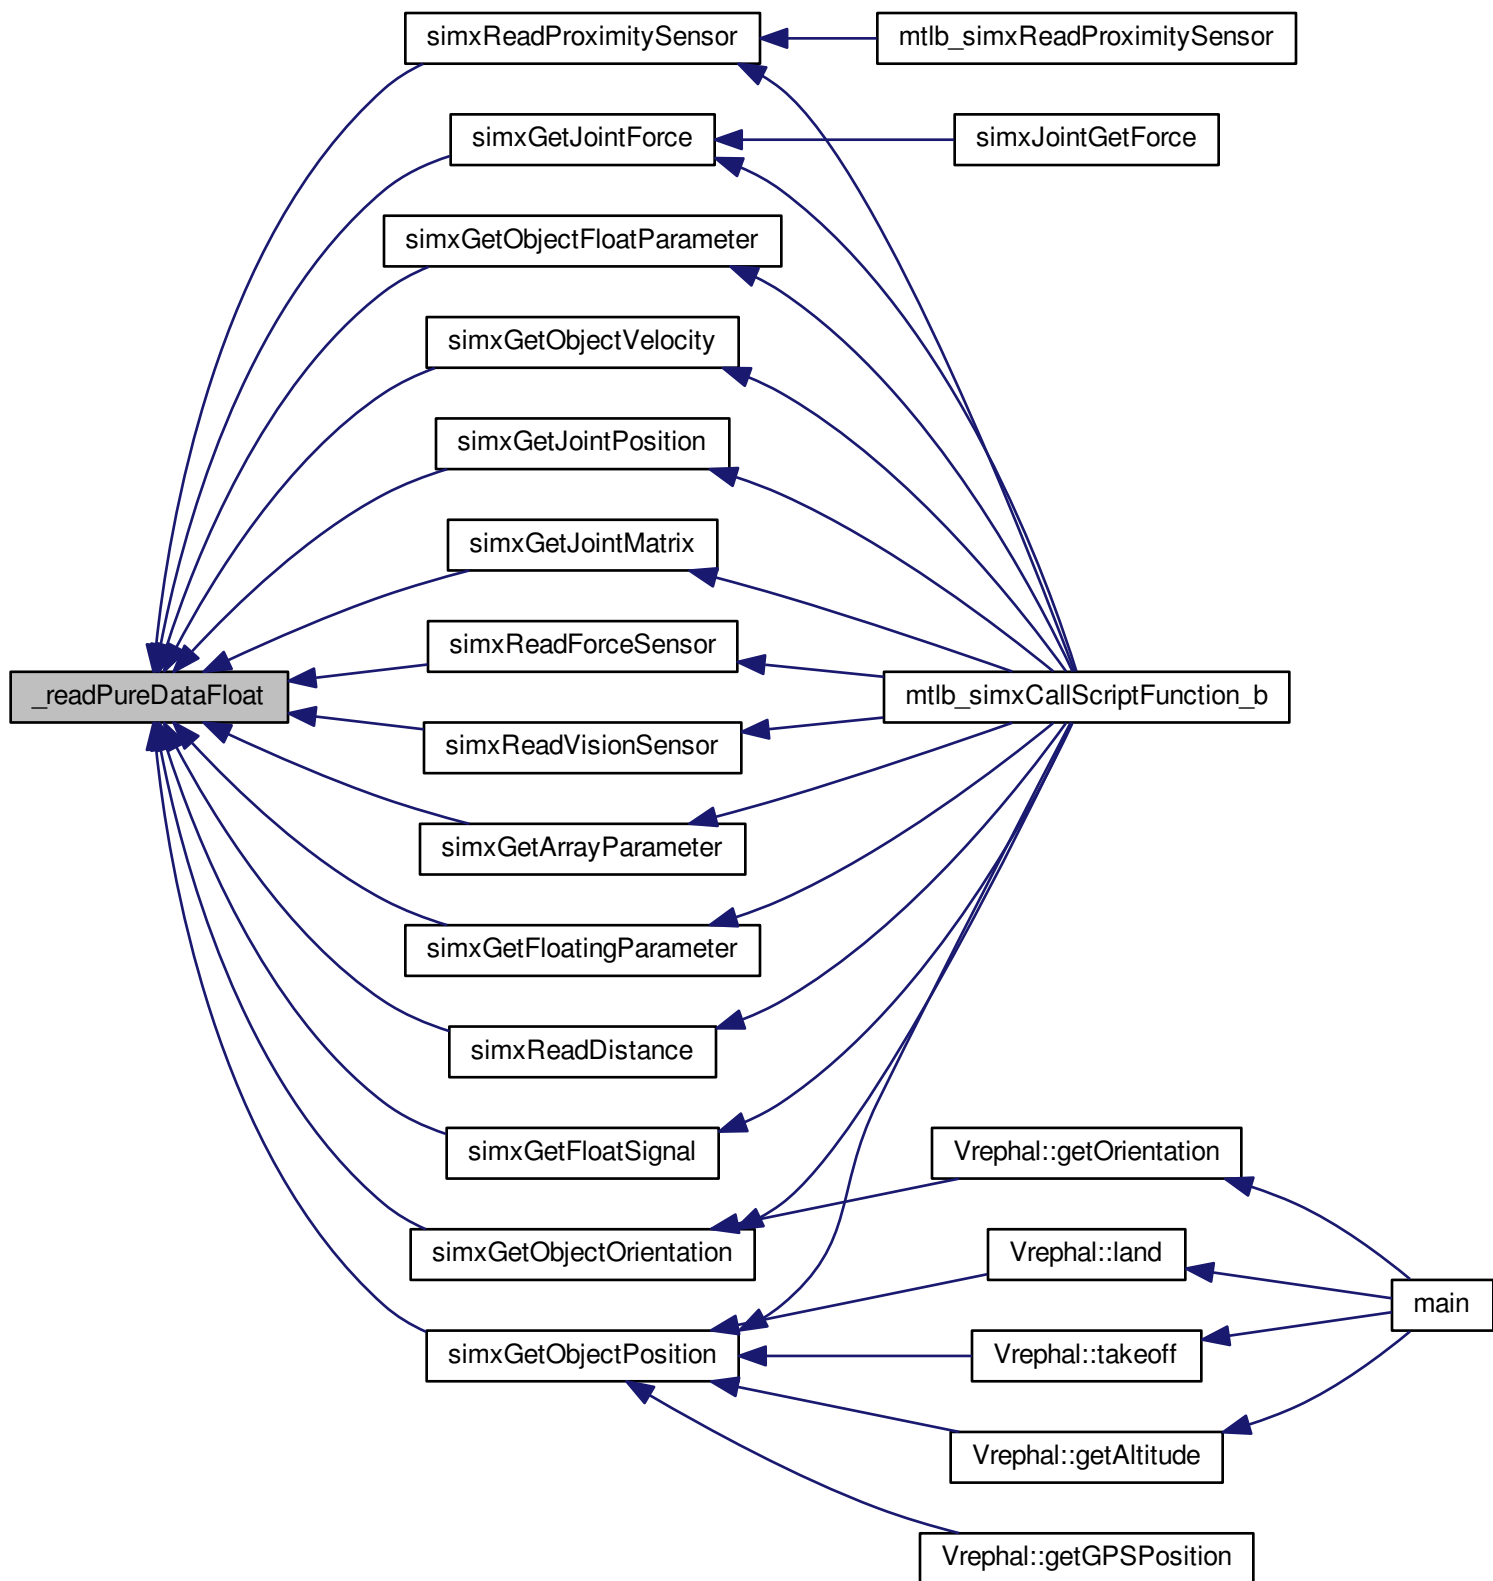 simxReadProximitySensor
mtlb_simxReadProximitySensor
simxGetJointForce
simxJointGetForce
simxGetObjectFloatParameter
simxGetObjectVelocity
simxGetJointPosition
simxGetJointMatrix
simxReadForceSensor
_readPureDataFloat
mtlb_simxCallScriptFunction_b
simxReadVisionSensor
simxGetArrayParameter
simxGetFloatingParameter
simxReadDistance
simxGetFloatSignal
Vrephal::getOrientation
simxGetObjectOrientation
Vrephal::land
main
simxGetObjectPosition
Vrephal::takeoff
Vrephal::getAltitude
Vrephal::getGPSPosition